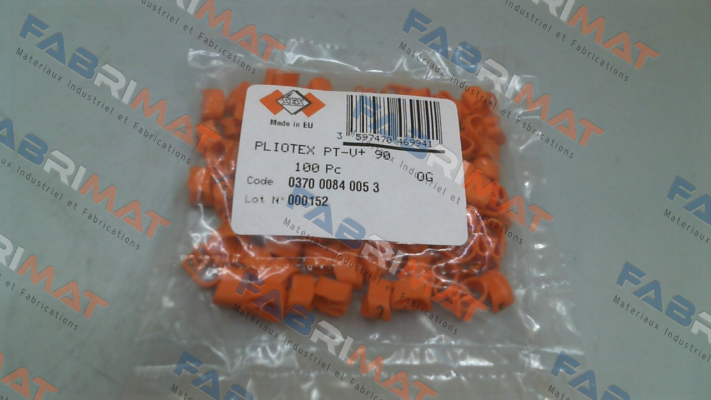 SES
Made in EU
3 597470 469941
PLIOTEX PT-V+ 90
100 Pc
OG
Code 0370 0084 005 3
Lot N° 000152
FABRIMAT
Materiaux Industriel et Fabrications